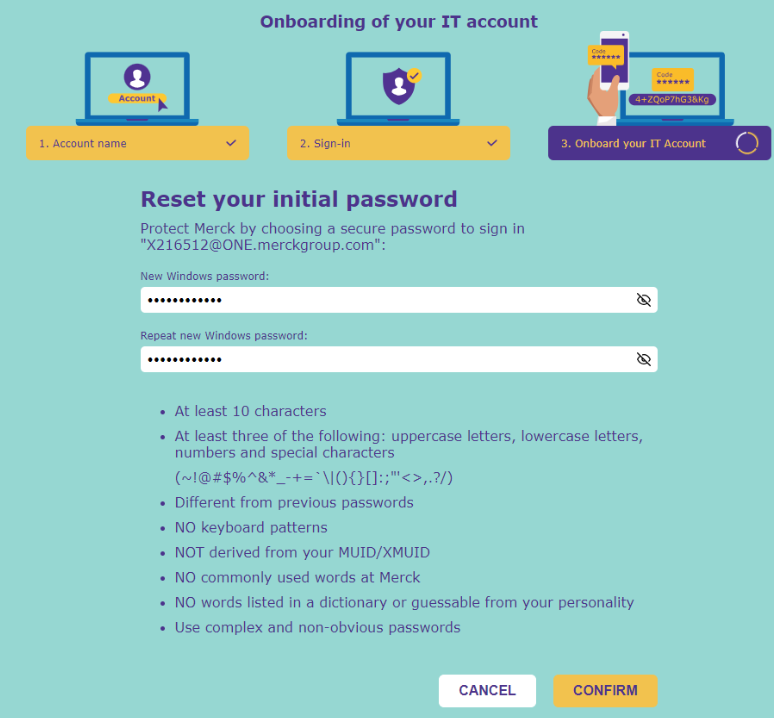 Onboarding of your IT account
Account
Code
******
Code
******
4+ZQoP7hG3&Kg
1. Account name
2. Sign-in
3. Onboard your IT Account
Reset your initial password
Protect Merck by choosing a secure password to sign in
"X216512@ONE.merckgroup.com":
New Windows password:
••••••••••••
Repeat new Windows password:
••••••••••••
• At least 10 characters
• At least three of the following: uppercase letters, lowercase letters,
numbers and special characters
(~!@#$%^&*_-+=`\|(){}[]:;"'<>,.?/)
• Different from previous passwords
• NO keyboard patterns
• NOT derived from your MUID/XMUID
• NO commonly used words at Merck
• NO words listed in a dictionary or guessable from your personality
• Use complex and non-obvious passwords
CANCEL
CONFIRM